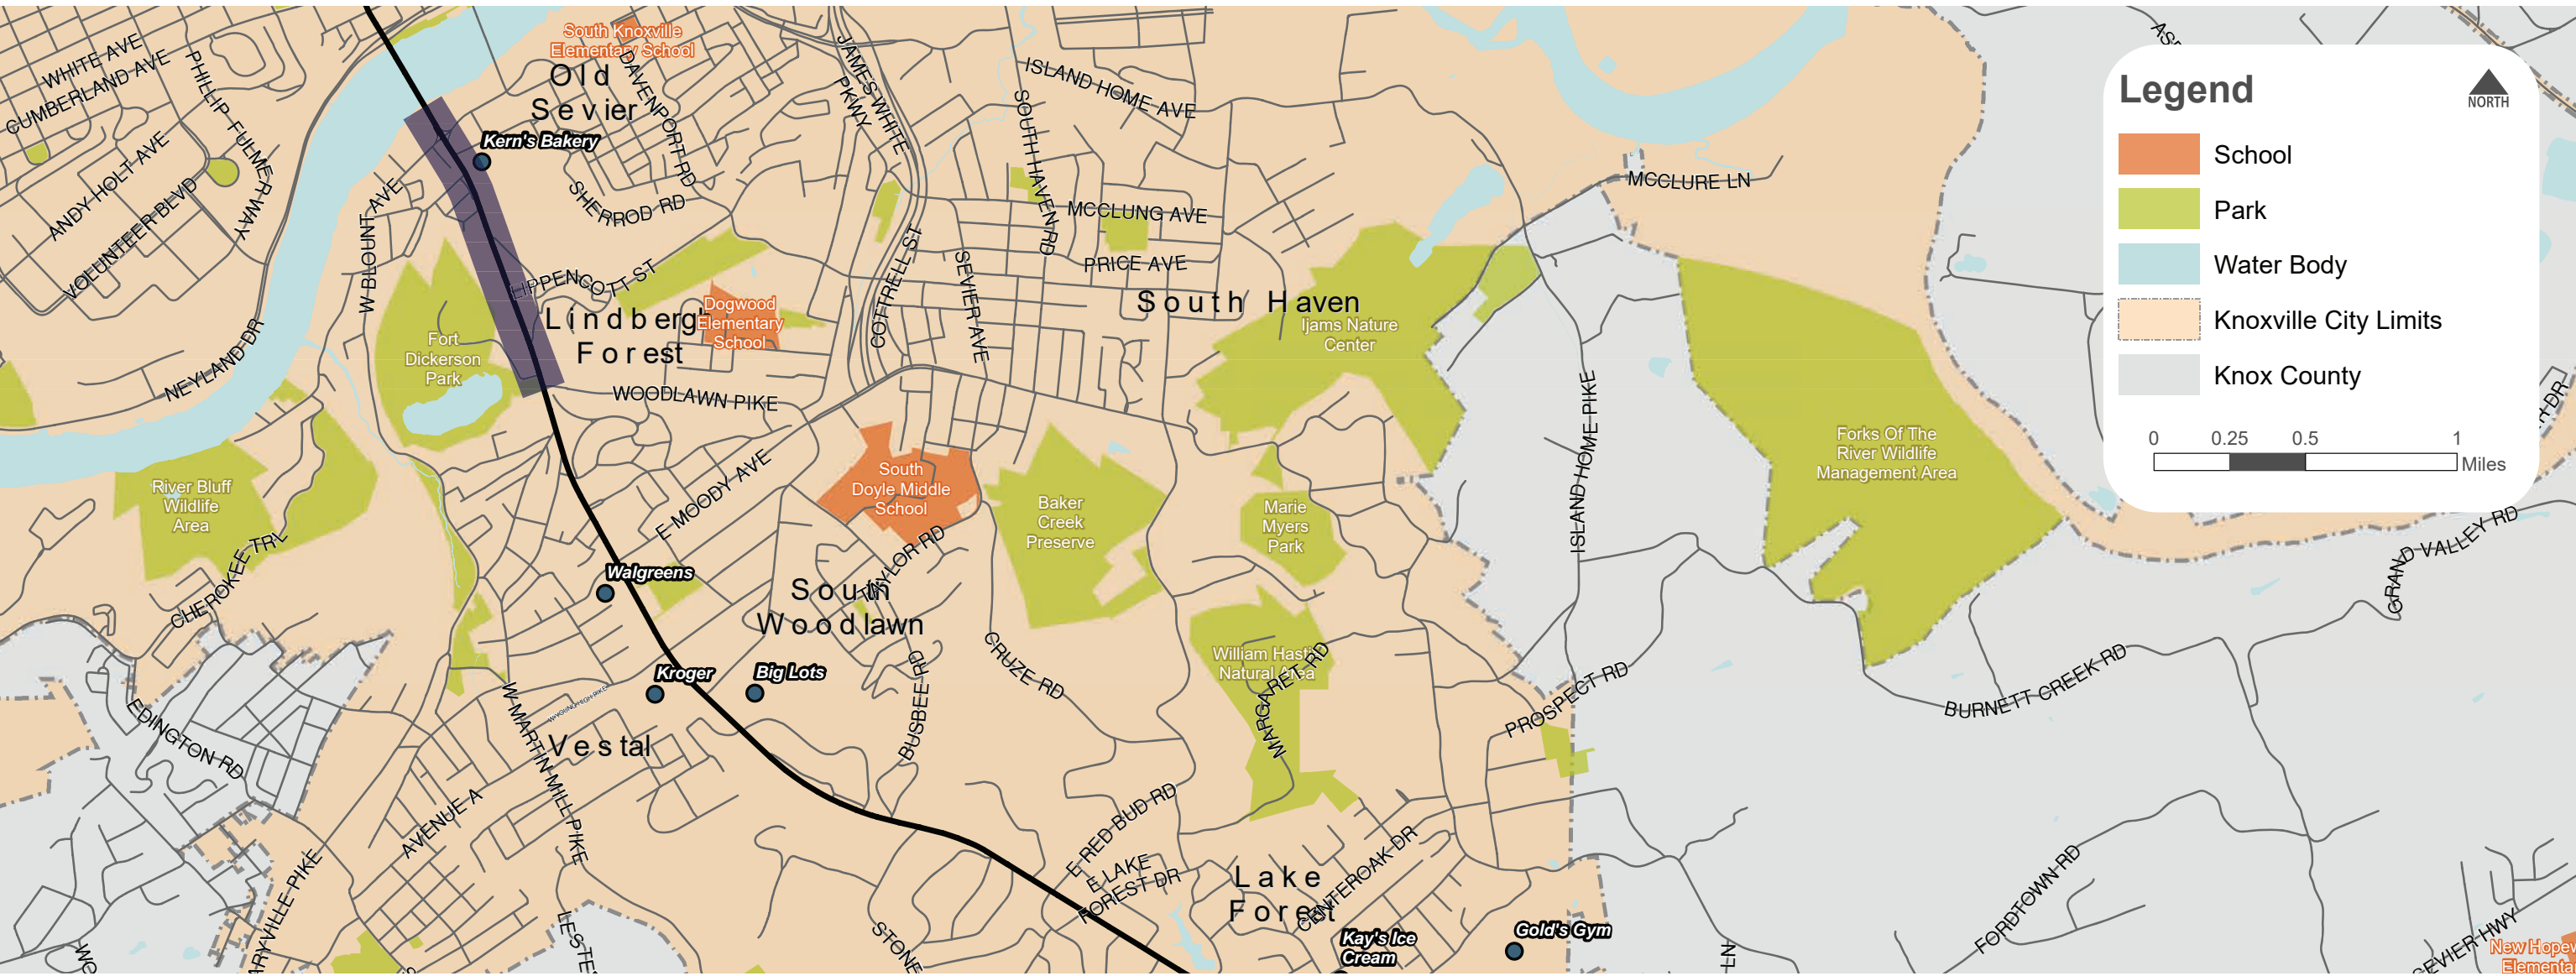 WHITE AVE
CUMBERLAND AVE
PHILLIP FULMER WAY
ANDY HOLT AVE
VOLUNTEER BLVD
NEYLAND DR
W BLOUNT AVE
South Knoxville
Elementary School
Old
Sevier
Kern's Bakery
DAVENPORT RD
SHERROD RD
JAMES WHITE
PKWY
ISLAND HOME AVE
SOUTH HAVEN RD
MCCLUNG AVE
PRICE AVE
SEVIER AVE
COTTRELL ST
LIPPENCOTT ST
Lindbergh
Forest
Dogwood
Elementary
School
Fort
Dickerson
Park
WOODLAWN PIKE
South Haven
Ijams Nature
Center
MCCLURE LN
ISLAND HOME PIKE
Forks Of The
River Wildlife
Management Area
River Bluff
Wildlife
Area
CHEROKEE TRL
E MOODY AVE
South
Doyle Middle
School
TAYLOR RD
Baker
Creek
Preserve
Marie
Myers
Park
Walgreens
South
Woodlawn
Kroger
Big Lots
BUSBEE RD
CRUZE RD
William Hastie
Natural Area
MARGARET RD
PROSPECT RD
BURNETT CREEK RD
GRAND VALLEY RD
EDINGTON RD
W MARTIN MILL PIKE
Vestal
AVENUE A
MARYVILLE PIKE
E RED BUD RD
E LAKE
FOREST DR
Lake
Forest
CENTEROAK DR
Kay's Ice
Cream
Gold's Gym
FORDTOWN RD
SEVIER HWY
New Hopew
Elementa
STONE
LESTE
WO
LN
Legend
NORTH
School
Park
Water Body
Knoxville City Limits
Knox County
0 0.25 0.5 1
Miles